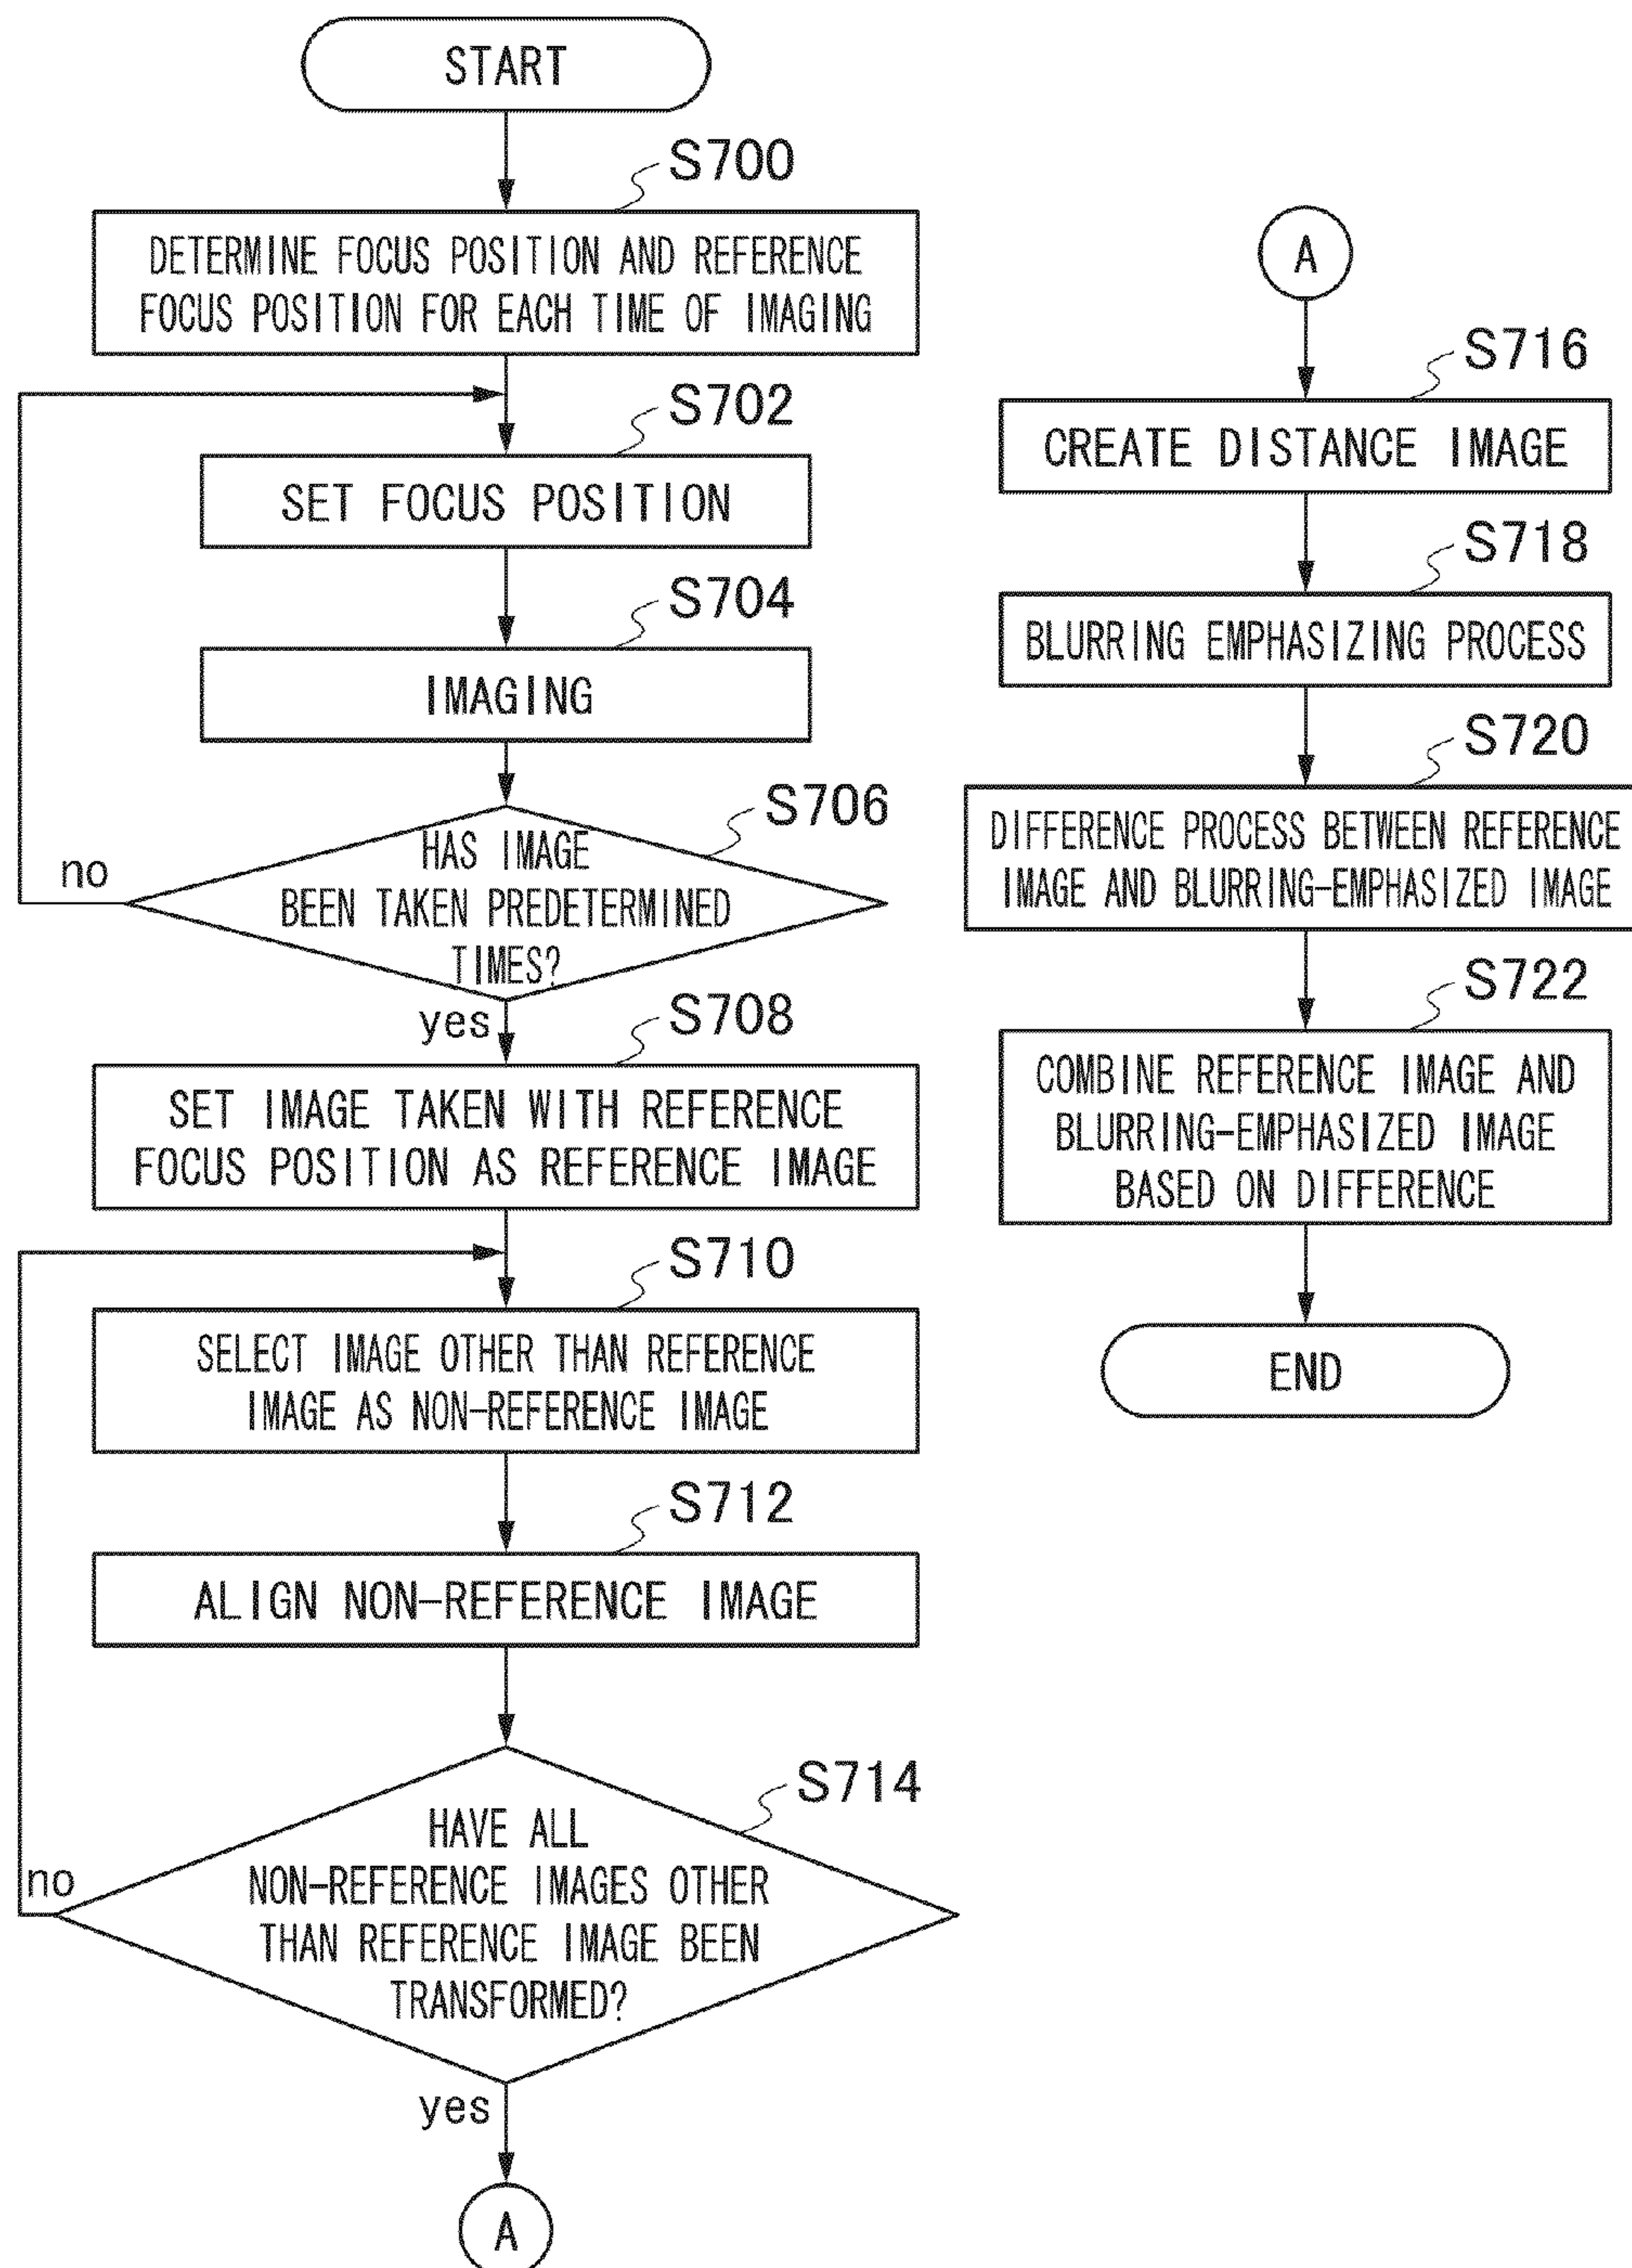 START
S700
DETERMINE FOCUS POSITION AND REFERENCE
FOCUS POSITION FOR EACH TIME OF IMAGING
S702
SET FOCUS POSITION
S704
IMAGING
S706
HAS IMAGE
BEEN TAKEN PREDETERMINED
TIMES?
no
yes
S708
SET IMAGE TAKEN WITH REFERENCE
FOCUS POSITION AS REFERENCE IMAGE
S710
SELECT IMAGE OTHER THAN REFERENCE
IMAGE AS NON-REFERENCE IMAGE
S712
ALIGN NON-REFERENCE IMAGE
S714
HAVE ALL
NON-REFERENCE IMAGES OTHER
THAN REFERENCE IMAGE BEEN
TRANSFORMED?
no
yes
A
A
S716
CREATE DISTANCE IMAGE
S718
BLURRING EMPHASIZING PROCESS
S720
DIFFERENCE PROCESS BETWEEN REFERENCE
IMAGE AND BLURRING-EMPHASIZED IMAGE
S722
COMBINE REFERENCE IMAGE AND
BLURRING-EMPHASIZED IMAGE
BASED ON DIFFERENCE
END